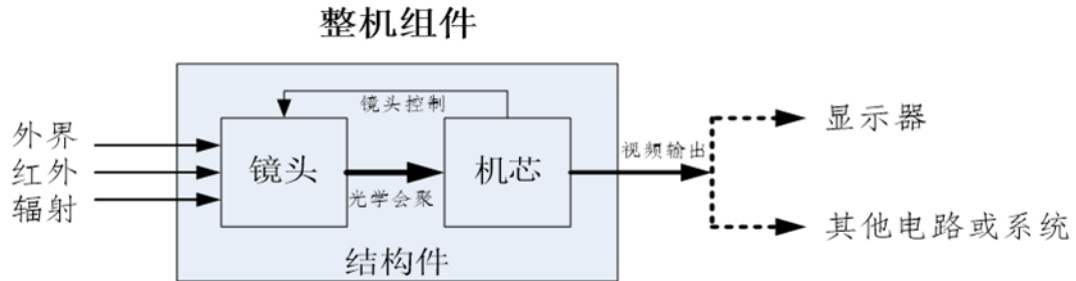 整机组件
镜头控制
外界
红外
辐射
镜头
光学会聚
机芯
视频输出
显示器
其他电路或系统
结构件